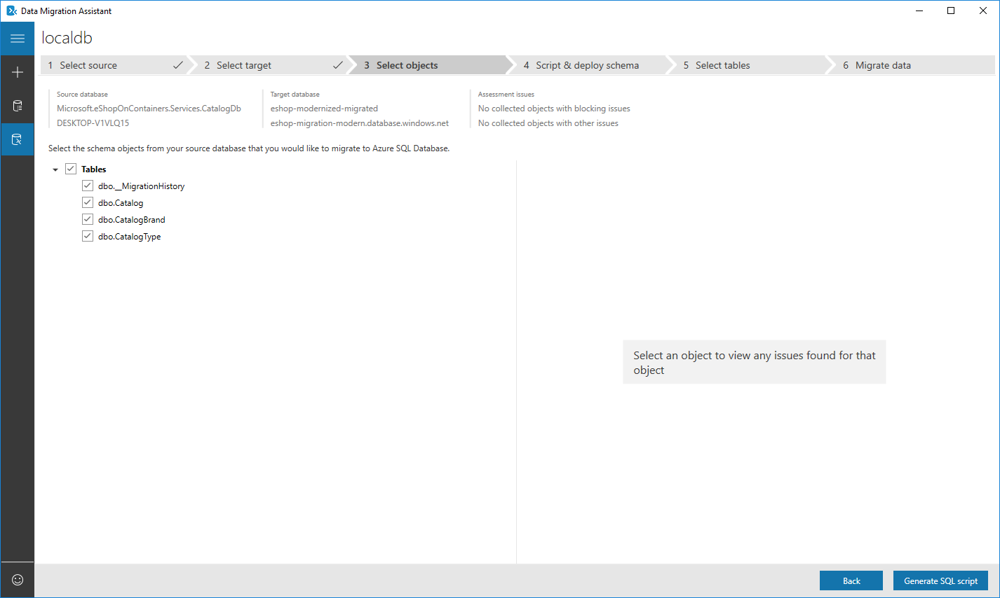 Data Migration Assistant
localdb
1 Select source
2 Select target
3 Select objects
4 Script & deploy schema
5 Select tables
6 Migrate data
Source database
Microsoft.eShopOnContainers.Services.CatalogDb
DESKTOP-V1VLQ15
Target database
eshop-modernized-migrated
eshop-migration-modern.database.windows.net
Assessment issues
No collected objects with blocking issues
No collected objects with other issues
Select the schema objects from your source database that you would like to migrate to Azure SQL Database.
Tables
dbo.__MigrationHistory
dbo.Catalog
dbo.CatalogBrand
dbo.CatalogType
Select an object to view any issues found for that
object
Back
Generate SQL script